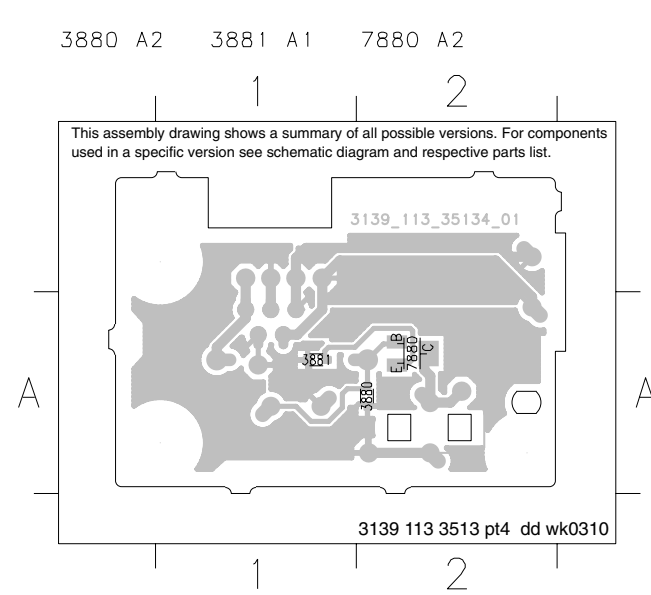 3880 A2 3881 A1 7880 A2
1 2
This assembly drawing shows a summary of all possible versions. For components
used in a specific version see schematic diagram and respective parts list.
3139_113_35134_01
B
7880
C
3881
E
A A
3880
3139 113 3513 pt4 dd wk0310
1 2